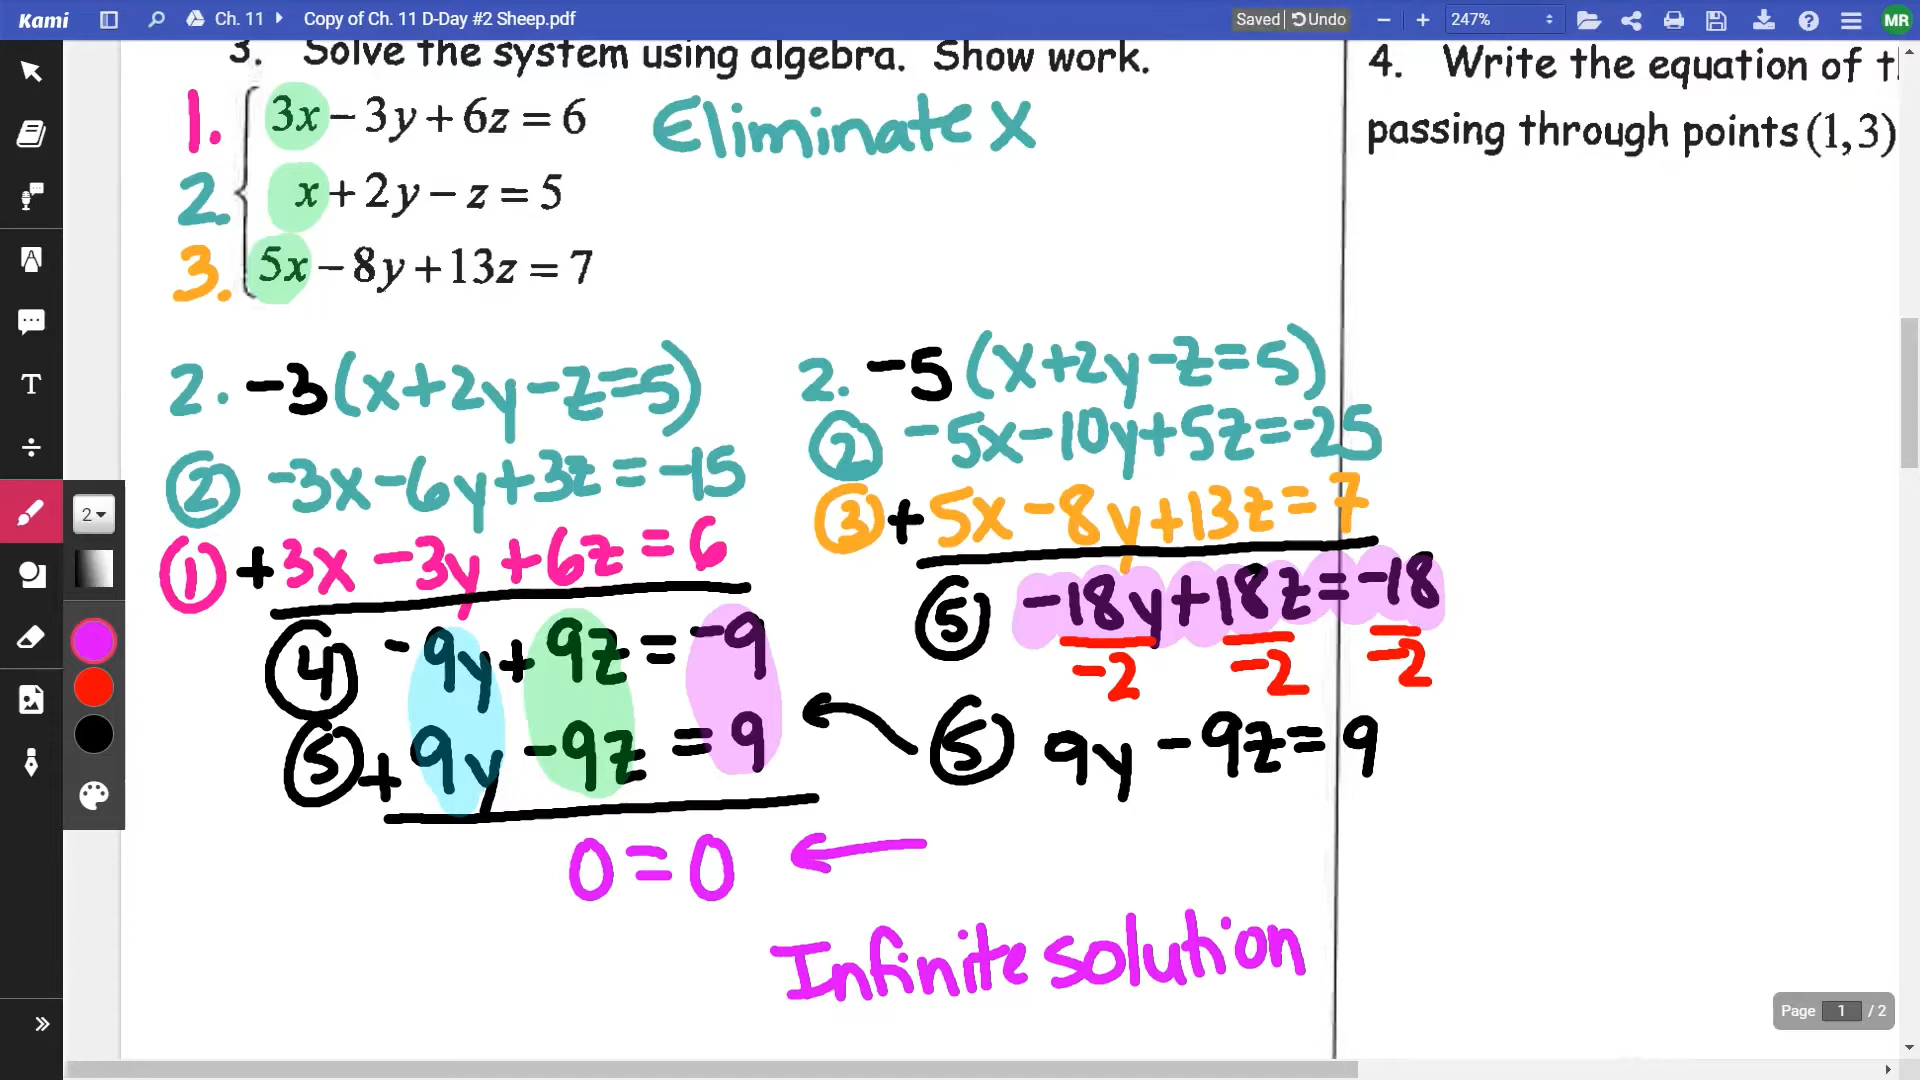 Kami Ch. 11 Copy of Ch. 11 D-Day #2 Sheep.pdf Saved Undo 247% MR
3. Solve the system using algebra. Show work.
1. 3x − 3y + 6z = 6
2. x + 2y − z = 5
3. 5x − 8y + 13z = 7
Eliminate x
2. -3(x+2y-z=5)
② -3x-6y+3z=-15
① +3x -3y +6z = 6
④ -9y+9z=-9
⑤ +9y -9z = 9
0=0
2. -5(x+2y-z=5)
② -5x-10y+5z=-25
③ +5x-8y+13z=7
⑤ -18y+18z=-18
-2 -2 -2
⑤ 9y-9z=9
Infinite solution
4. Write the equation of t
passing through points (1,3)
2
T
Page 1 / 2